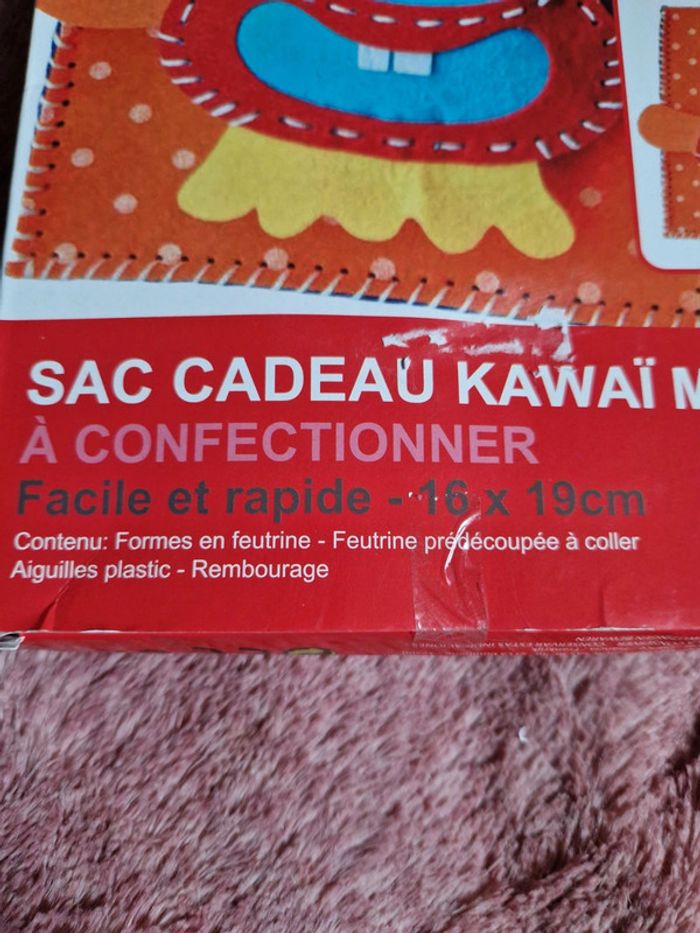 SAC CADEAU KAWAÏ M
À CONFECTIONNER
Facile et rapide - 16 x 19cm
Contenu: Formes en feutrine - Feutrine prédécoupée à coller
Aiguilles plastic - Rembourage